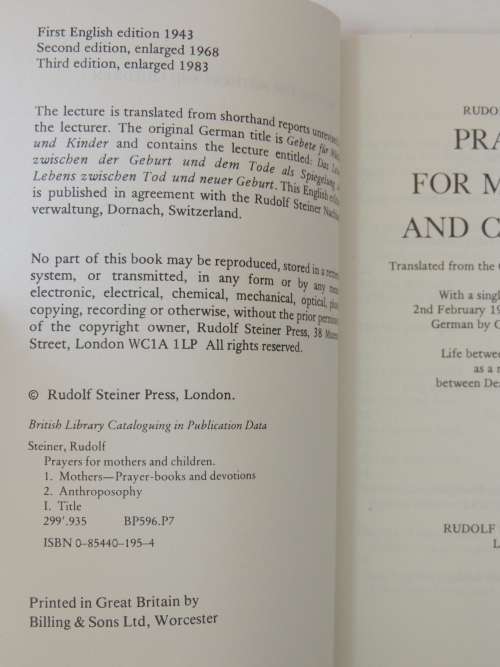 First English edition 1943
Second edition, enlarged 1968
Third edition, enlarged 1983
The lecture is translated from shorthand reports unrevised
the lecturer. The original German title is Gebete für
und Kinder and contains the lecture entitled: Das
zwischen der Geburt und dem Tode als Spiegelung
Lebens zwischen Tod und neuer Geburt. This English
is published in agreement with the Rudolf Steiner
verwaltung, Dornach, Switzerland.
No part of this book may be reproduced, stored in a
system, or transmitted, in any form or by any
electronic, electrical, chemical, mechanical, optical,
copying, recording or otherwise, without the prior
of the copyright owner, Rudolf Steiner Press, 38
Street, London WC1A 1LP All rights reserved.
© Rudolf Steiner Press, London.
British Library Cataloguing in Publication Data
Steiner, Rudolf
Prayers for mothers and children.
1. Mothers—Prayer-books and devotions
2. Anthroposophy
I. Title
299'.935 BP596.P7
ISBN 0–85440–195–4
Printed in Great Britain by
Billing & Sons Ltd, Worcester
RUDO
PRA
FOR M
AND C
Translated from the
With a singl
2nd February 19
German by C
Life betwee
as a
between De
RUDOLF
L